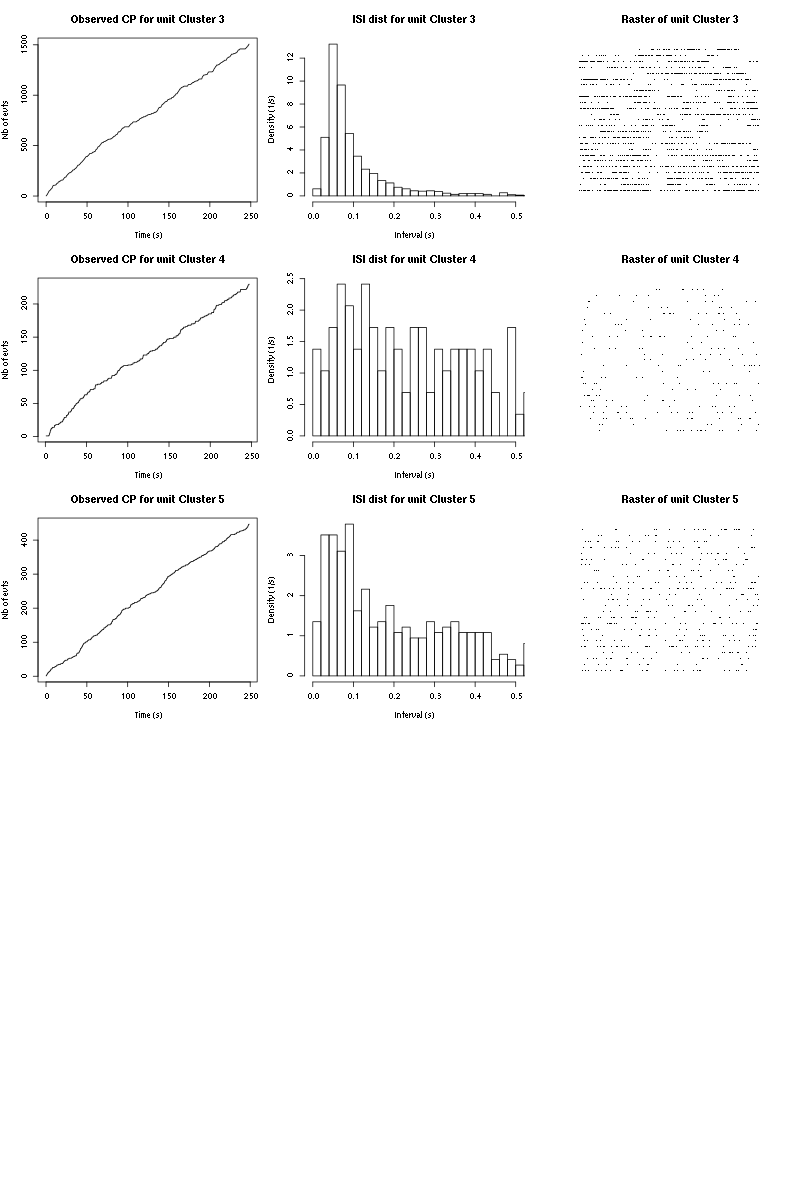 Observed CP for unit Cluster 3
ISI dist for unit Cluster 3
Raster of unit Cluster 3
Nb of evts
0 500 1000 1500
0 50 100 150 200 250
Time (s)
Density (1/s)
0 2 4 6 8 10 12
0.0 0.1 0.2 0.3 0.4 0.5
Interval (s)
Observed CP for unit Cluster 4
ISI dist for unit Cluster 4
Raster of unit Cluster 4
Nb of evts
0 50 100 150 200
0 50 100 150 200 250
Time (s)
Density (1/s)
0.0 0.5 1.0 1.5 2.0 2.5
0.0 0.1 0.2 0.3 0.4 0.5
Interval (s)
Observed CP for unit Cluster 5
ISI dist for unit Cluster 5
Raster of unit Cluster 5
Nb of evts
0 100 200 300 400
0 50 100 150 200 250
Time (s)
Density (1/s)
0 1 2 3
0.0 0.1 0.2 0.3 0.4 0.5
Interval (s)